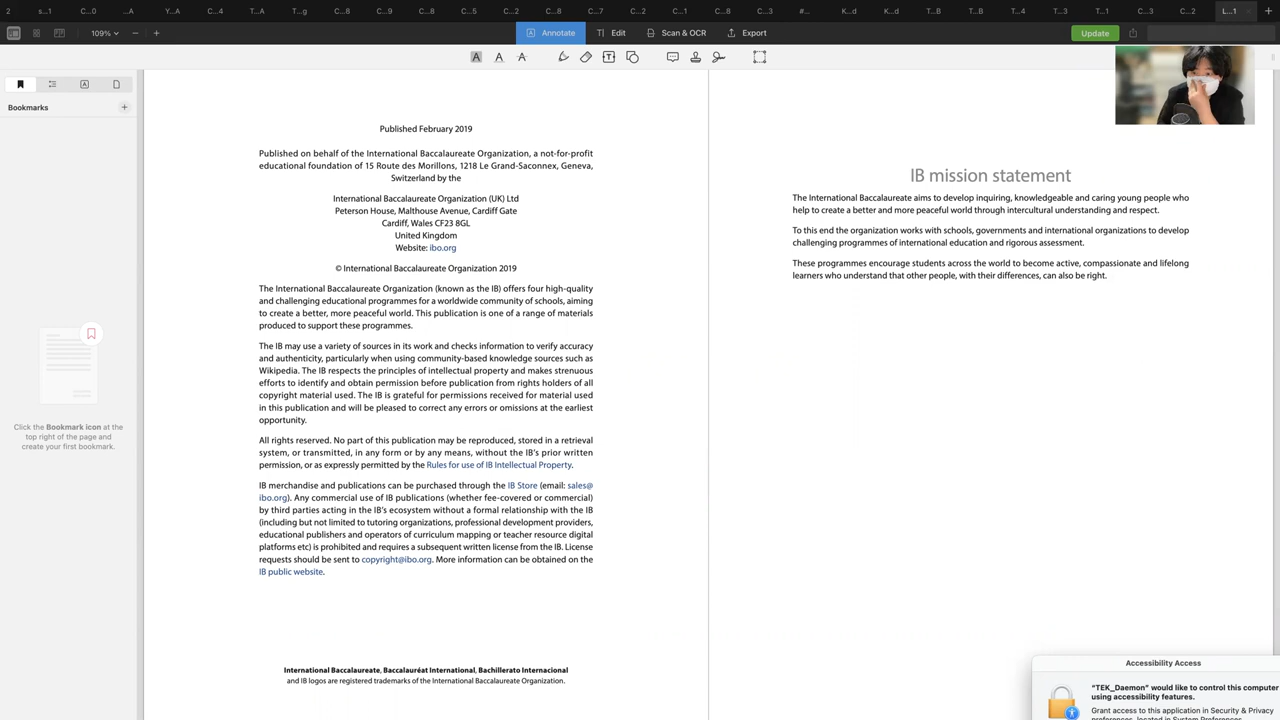 2
s...1
C...0
...A
Y...A
C...4
T...D
C...8
C...1
C...8
C...0
C...2
T...T
B...T
T...4
C...1
K...d
K...d
C...3
C...2
L...1
109%
Annotate
Edit
Scan & OCR
Export
Update
Bookmarks
Click the Bookmark icon at the
top right of the page and
create your first bookmark.
Published February 2019
Published on behalf of the International Baccalaureate Organization, a not-for-profit
educational foundation of 15 Route des Morillons, 1218 Le Grand-Saconnex, Geneva,
Switzerland by the
International Baccalaureate Organization (UK) Ltd
Peterson House, Malthouse Avenue, Cardiff Gate
Cardiff, Wales CF23 8GL
United Kingdom
Website: ibo.org
© International Baccalaureate Organization 2019
The International Baccalaureate Organization (known as the IB) offers four high-quality
and challenging educational programmes for a worldwide community of schools, aiming
to create a better, more peaceful world. This publication is one of a range of materials
produced to support these programmes.
The IB may use a variety of sources in its work and checks information to verify accuracy
and authenticity, particularly when using community-based knowledge sources such as
Wikipedia. The IB respects the principles of intellectual property and makes strenuous
efforts to identify and obtain permission before publication from rights holders of all
copyright material used. The IB is grateful for permissions received for material used
in this publication and will be pleased to correct any errors or omissions at the earliest
opportunity.
All rights reserved. No part of this publication may be reproduced, stored in a retrieval
system, or transmitted, in any form or by any means, without the IB's prior written
permission, or as expressly permitted by the Rules for use of IB Intellectual Property.
IB merchandise and publications can be purchased through the IB Store (email: sales@
ibo.org). Any commercial use of IB publications (whether fee-covered or commercial)
by third parties acting in the IB's ecosystem without a formal relationship with the IB
(including but not limited to tutoring organizations, professional development providers,
educational publishers and operators of curriculum mapping or teacher resource digital
platforms etc) is prohibited and requires a subsequent written license from the IB. License
requests should be sent to copyright@ibo.org. More information can be obtained on the
IB public website.
International Baccalaureate, Baccalauréat International, Bachillerato Internacional
and IB logos are registered trademarks of the International Baccalaureate Organization.
IB mission statement
The International Baccalaureate aims to develop inquiring, knowledgeable and caring young people who
help to create a better and more peaceful world through intercultural understanding and respect.
To this end the organization works with schools, governments and international organizations to develop
challenging programmes of international education and rigorous assessment.
These programmes encourage students across the world to become active, compassionate and lifelong
learners who understand that other people, with their differences, can also be right.
Accessibility Access
"TEK_Daemon" would like to control this computer
using accessibility features.
Grant access to this application in Security & Privacy
preferences, located in System Preferences.